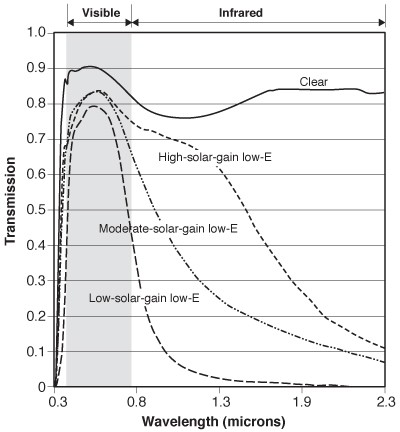 Visible Infrared
1.0
0.9
0.8
0.7
0.6
0.5
0.4
0.3
0.2
0.1
0
Transmission
Clear
High-solar-gain low-E
Moderate-solar-gain low-E
Low-solar-gain low-E
0.3 0.8 1.3 1.9 2.3
Wavelength (microns)